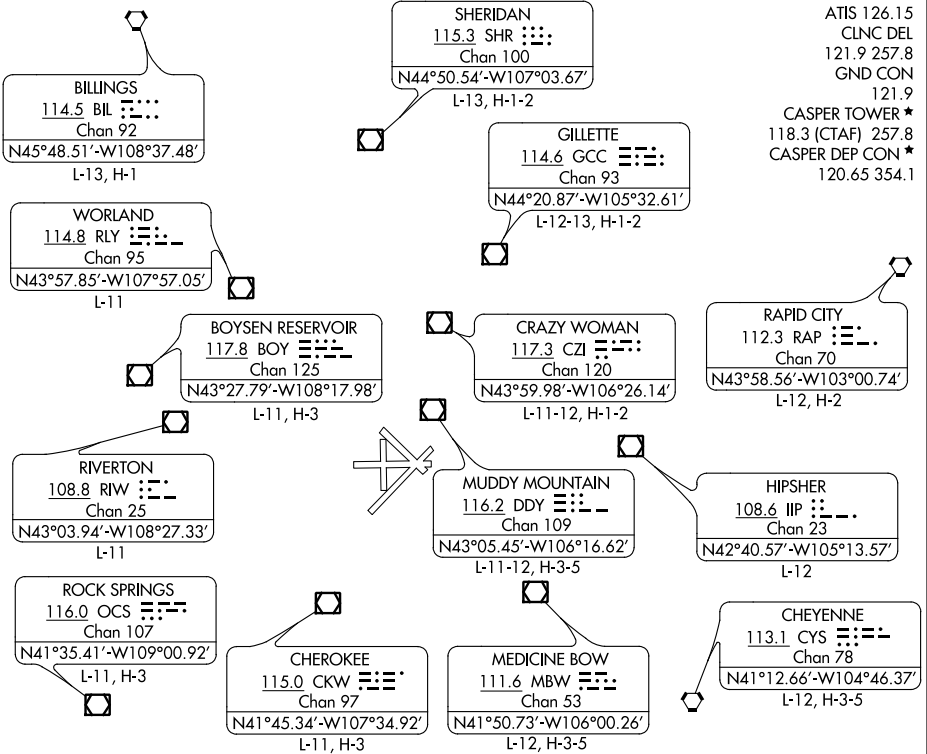 SHERIDAN
115.3 SHR
Chan 100
N44°50.54′-W107°03.67′
L-13, H-1-2
ATIS 126.15
CLNC DEL
121.9 257.8
GND CON
121.9
CASPER TOWER ★
118.3 (CTAF) 257.8
CASPER DEP CON ★
120.65 354.1
BILLINGS
114.5 BIL
Chan 92
N45°48.51′-W108°37.48′
L-13, H-1
GILLETTE
114.6 GCC
Chan 93
N44°20.87′-W105°32.61′
L-12-13, H-1-2
WORLAND
114.8 RLY
Chan 95
N43°57.85′-W107°57.05′
L-11
BOYSEN RESERVOIR
117.8 BOY
Chan 125
N43°27.79′-W108°17.98′
L-11, H-3
CRAZY WOMAN
117.3 CZI
Chan 120
N43°59.98′-W106°26.14′
L-11-12, H-1-2
RAPID CITY
112.3 RAP
Chan 70
N43°58.56′-W103°00.74′
L-12, H-2
RIVERTON
108.8 RIW
Chan 25
N43°03.94′-W108°27.33′
L-11
MUDDY MOUNTAIN
116.2 DDY
Chan 109
N43°05.45′-W106°16.62′
L-11-12, H-3-5
HIPSHER
108.6 IIP
Chan 23
N42°40.57′-W105°13.57′
L-12
ROCK SPRINGS
116.0 OCS
Chan 107
N41°35.41′-W109°00.92′
L-11, H-3
CHEROKEE
115.0 CKW
Chan 97
N41°45.34′-W107°34.92′
L-11, H-3
MEDICINE BOW
111.6 MBW
Chan 53
N41°50.73′-W106°00.26′
L-12, H-3-5
CHEYENNE
113.1 CYS
Chan 78
N41°12.66′-W104°46.37′
L-12, H-3-5